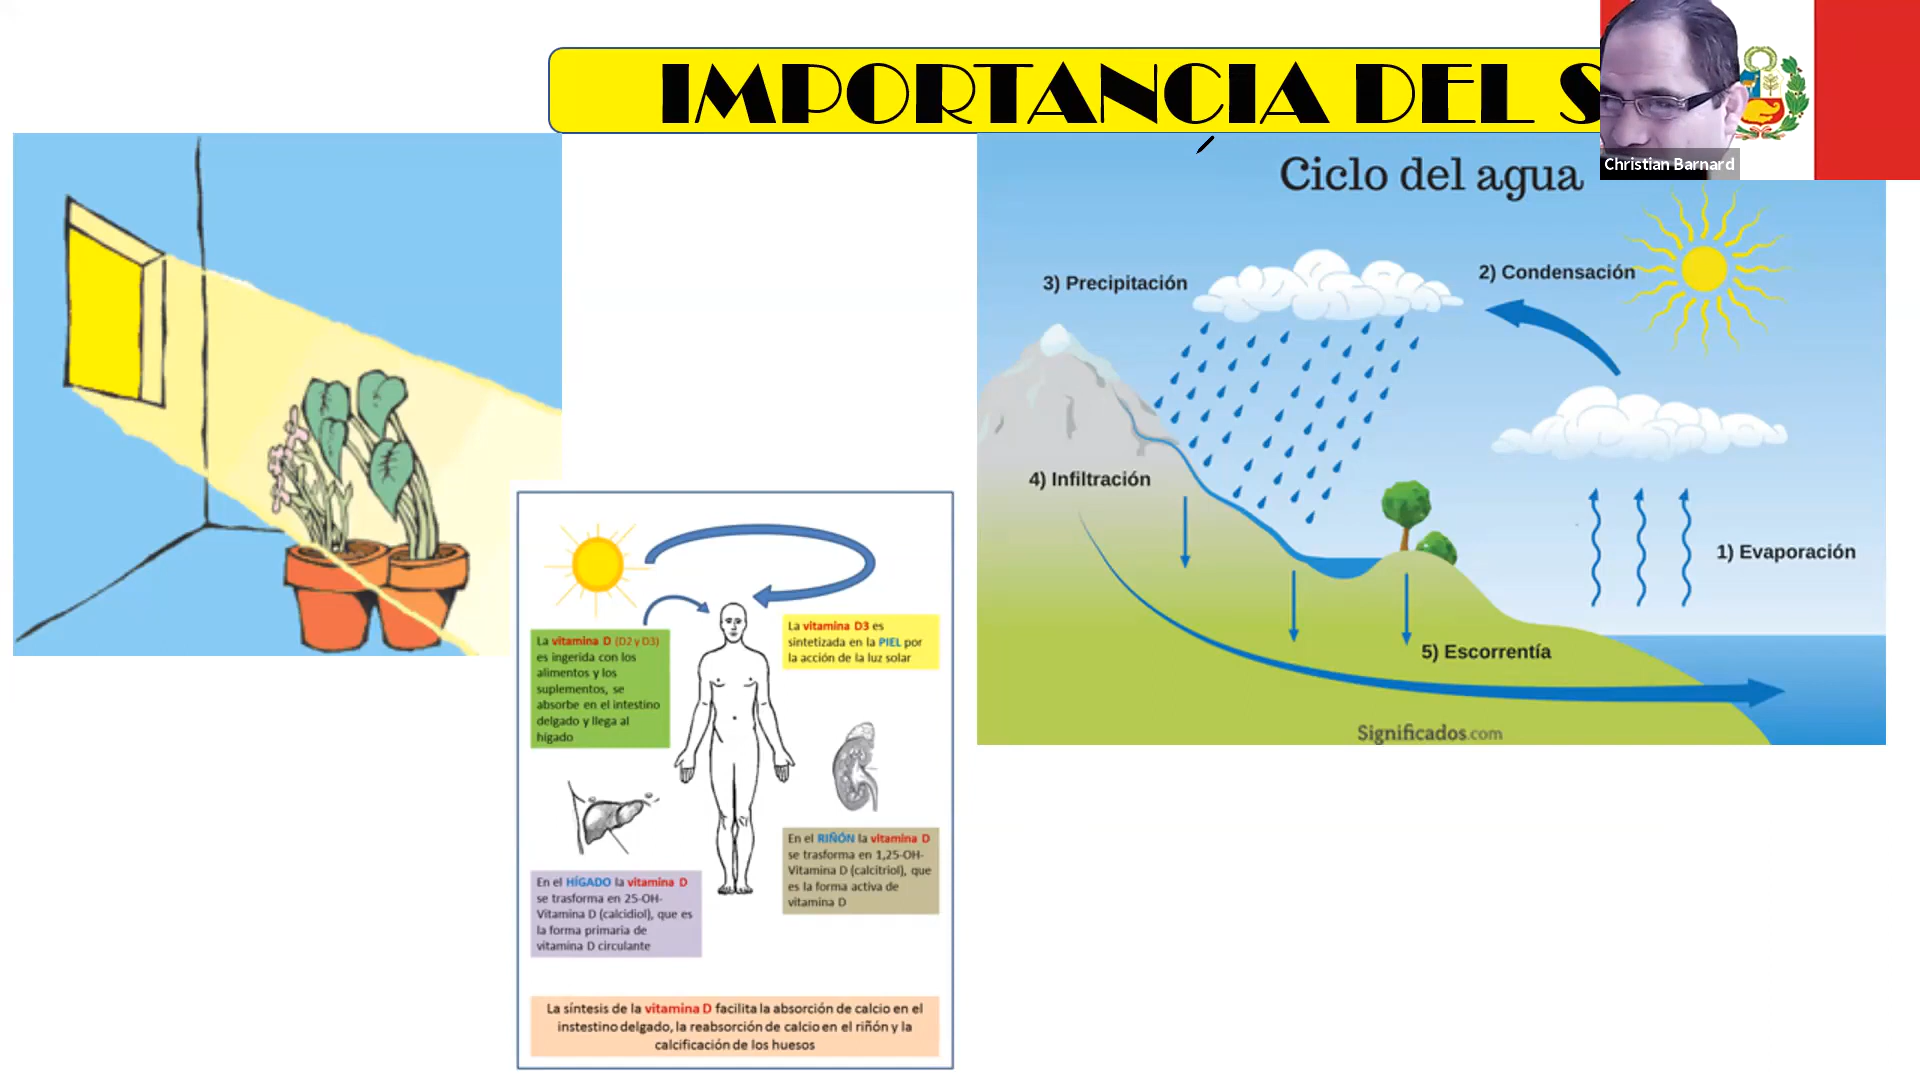 IMPORTANCIA DEL S
Christian Barnard
Ciclo del agua
3) Precipitación
2) Condensación
4) Infiltración
1) Evaporación
5) Escorrentía
Significados.com
La vitamina D (D2 y D3)
es ingerida con los
alimentos y los
suplementos, se
absorbe en el intestino
delgado y llega al
hígado
La vitamina D3 es
sintetizada en la PIEL por
la acción de la luz solar
En el HÍGADO la vitamina D
se trasforma en 25-OH-
Vitamina D (calcidiol), que es
la forma primaria de
vitamina D circulante
En el RIÑÓN la vitamina D
se trasforma en 1,25-OH-
Vitamina D (calcitriol), que
es la forma activa de
vitamina D
La síntesis de la vitamina D facilita la absorción de calcio en el
instestino delgado, la reabsorción de calcio en el riñón y la
calcificación de los huesos